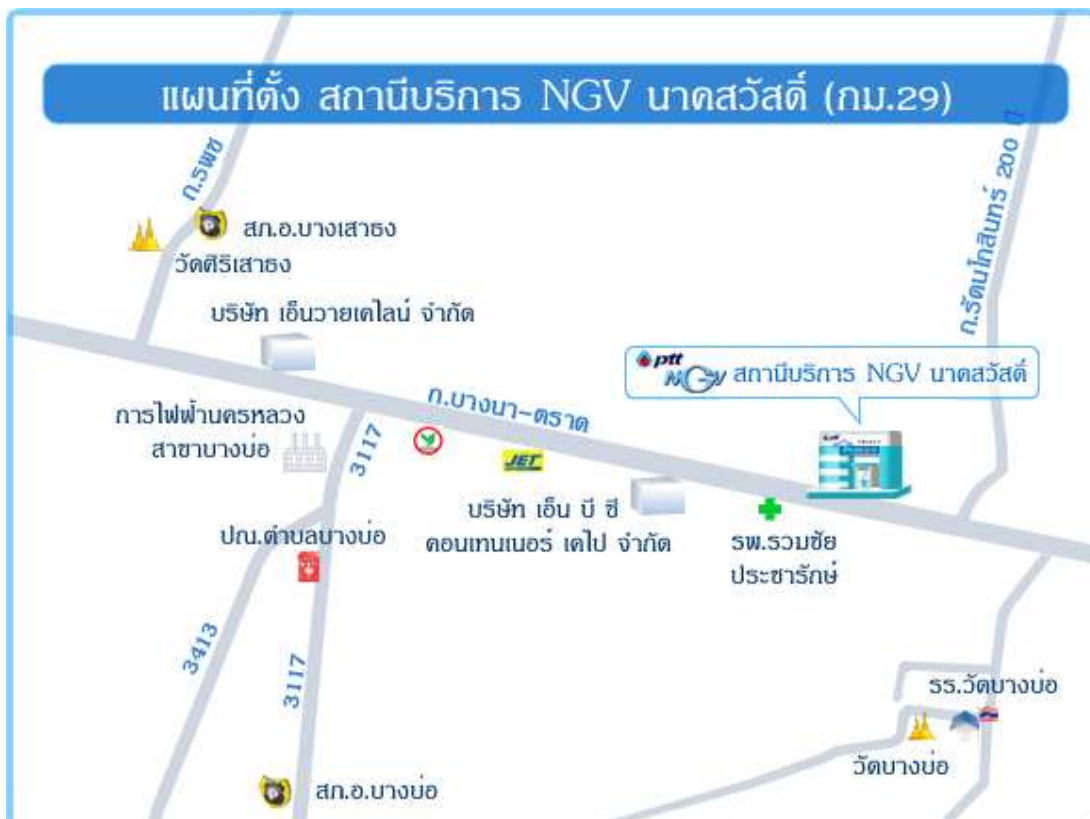 แผนที่ตั้ง สถานีบริการ NGV นาคสวัสดิ์ (กม.29)
ถ.รพช
ถ.รัตนโกสินทร์ 200 ปี
สภ.อ.บางเสาธง
วัดศิริเสาธง
บริษัท เอ็นวายเคไลน์ จำกัด
ptt
NGV สถานีบริการ NGV นาคสวัสดิ์
ถ.บางนา-ตราด
การไฟฟ้านครหลวง
สาขาบางบ่อ
3117
JET
บริษัท เอ็น บี ซี
คอนเทนเนอร์ เดโป จำกัด
รพ.รวมชัย
ประชารักษ์
ปณ.ตำบลบางบ่อ
3413
3117
รร.วัดบางบ่อ
วัดบางบ่อ
สภ.อ.บางบ่อ